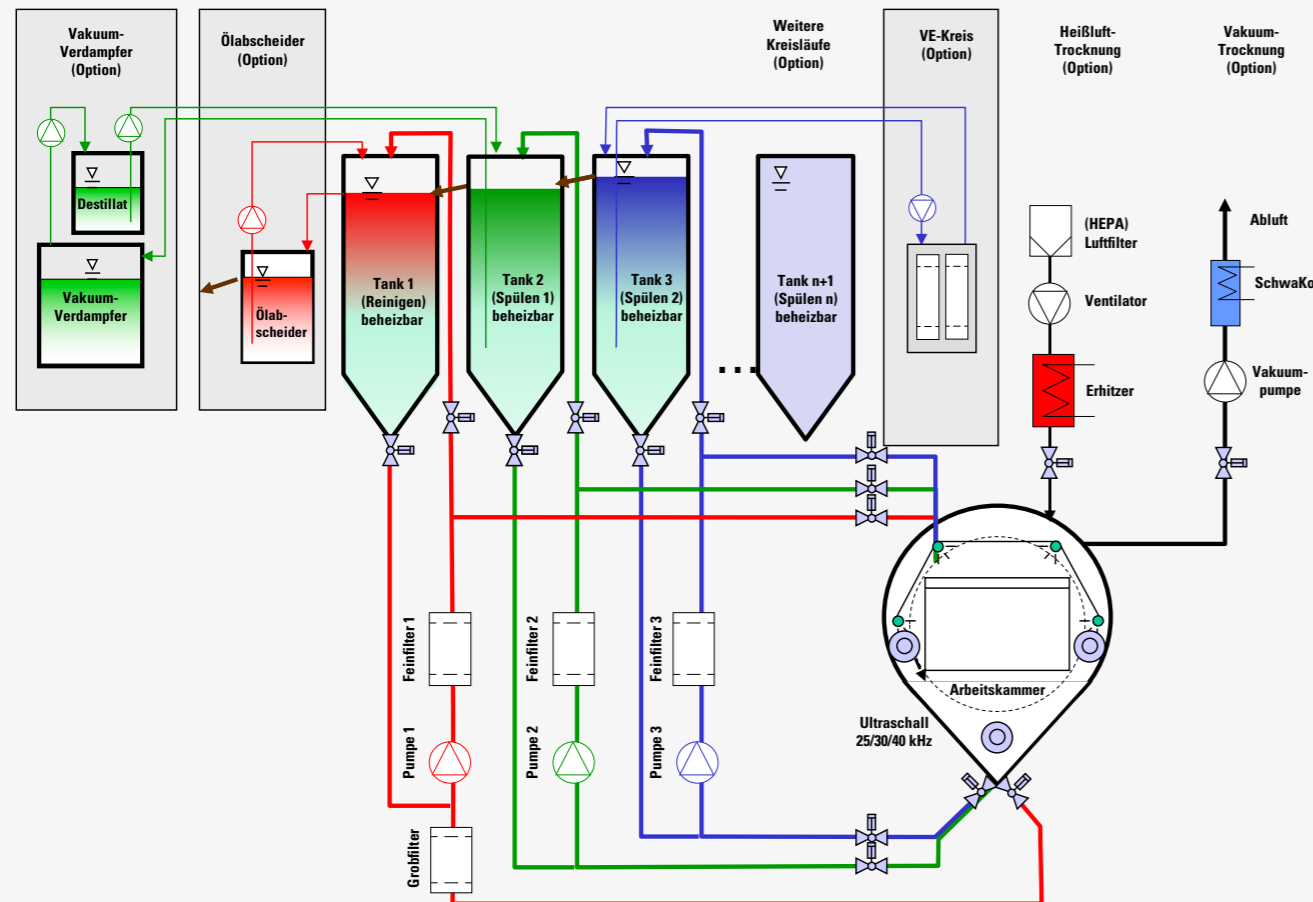 Vakuum-
Verdampfer
(Option)
Ölabscheider
(Option)
Weitere
Kreisläufe
(Option)
VE-Kreis
(Option)
Heißluft-
Trocknung
(Option)
Vakuum-
Trocknung
(Option)
Destillat
Vakuum-
Verdampfer
Ölab-
scheider
Tank 1
(Reinigen)
beheizbar
Tank 2
(Spülen 1)
beheizbar
Tank 3
(Spülen 2)
beheizbar
...
Tank n+1
(Spülen n)
beheizbar
(HEPA)
Luftfilter
Ventilator
Erhitzer
Abluft
SchwaKo
Vakuum-
pumpe
Feinfilter 1
Feinfilter 2
Feinfilter 3
Pumpe 1
Pumpe 2
Pumpe 3
Grobfilter
Arbeitskammer
Ultraschall
25/30/40 kHz